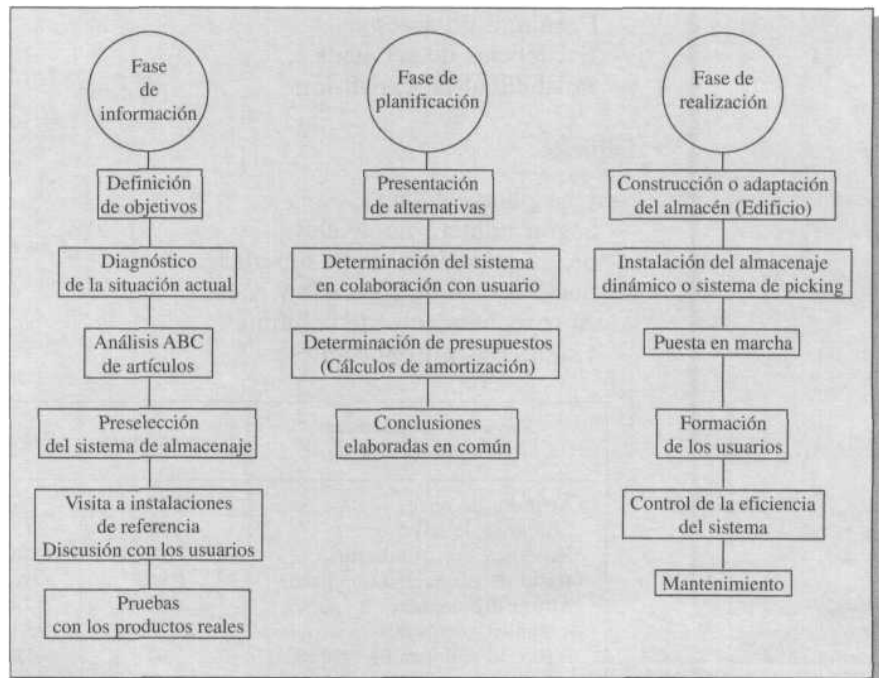 Fase
de
información
Definición
de objetivos
Diagnóstico
de la situación actual
Análisis ABC
de artículos
Preselección
del sistema de almacenaje
Visita a instalaciones
de referencia
Discusión con los usuarios
Pruebas
con los productos reales
Fase de
planificación
Presentación
de alternativas
Determinación del sistema
en colaboración con usuario
Determinación de presupuestos
(Cálculos de amortización)
Conclusiones
elaboradas en común
Fase de
realización
Construcción o adaptación
del almacén (Edificio)
Instalación del almacenaje
dinámico o sistema de picking
Puesta en marcha
Formación
de los usuarios
Control de la eficiencia
del sistema
Mantenimiento